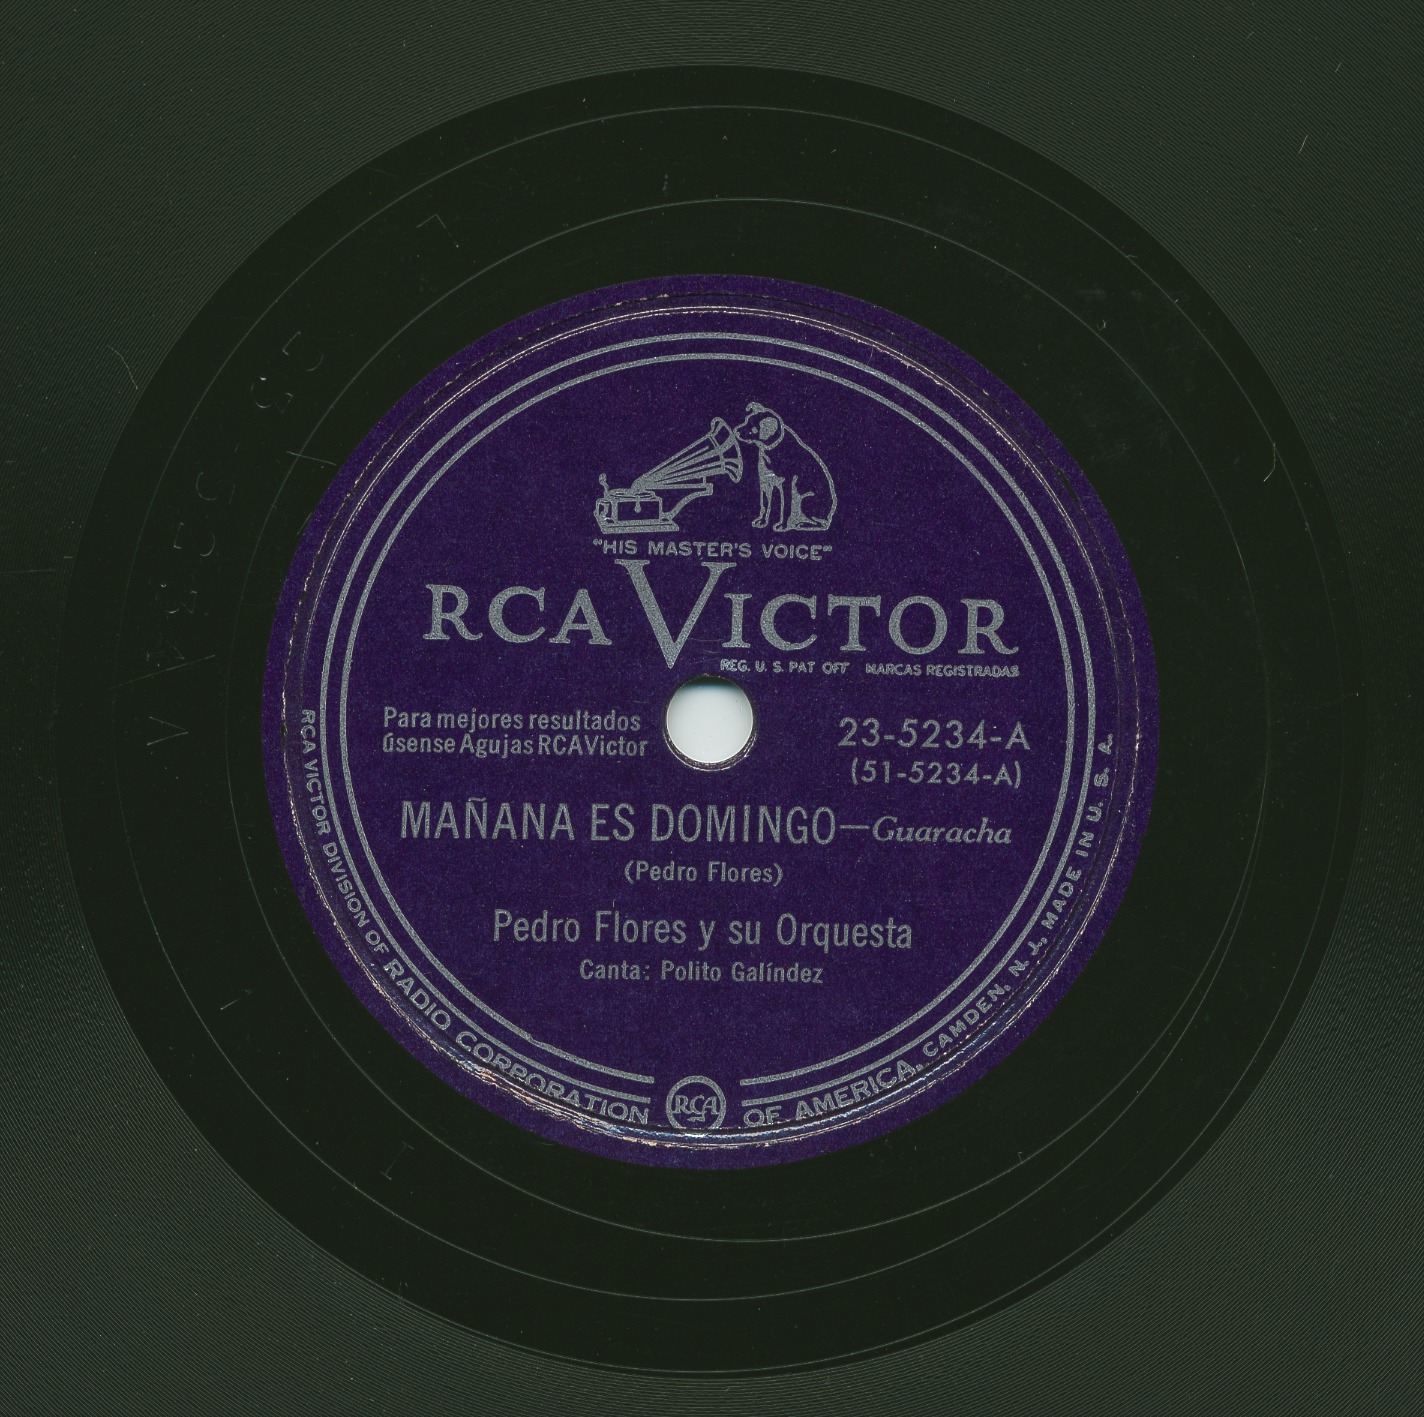 "HIS MASTER'S VOICE"
RCA VICTOR
REG. U. S. PAT OFF MARCAS REGISTRADAS
Para mejores resultados
úsense Agujas RCA Victor
23-5234-A
(51-5234-A)
MAÑANA ES DOMINGO—Guaracha
(Pedro Flores)
Pedro Flores y su Orquesta
Canta: Polito Galíndez
RCA VICTOR DIVISION OF RADIO CORPORATION RCA OF AMERICA, CAMDEN, N. J., MADE IN U. S. A.